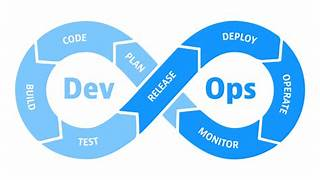 CODE
PLAN
BUILD
Dev
TEST
RELEASE
DEPLOY
Ops
OPERATE
MONITOR